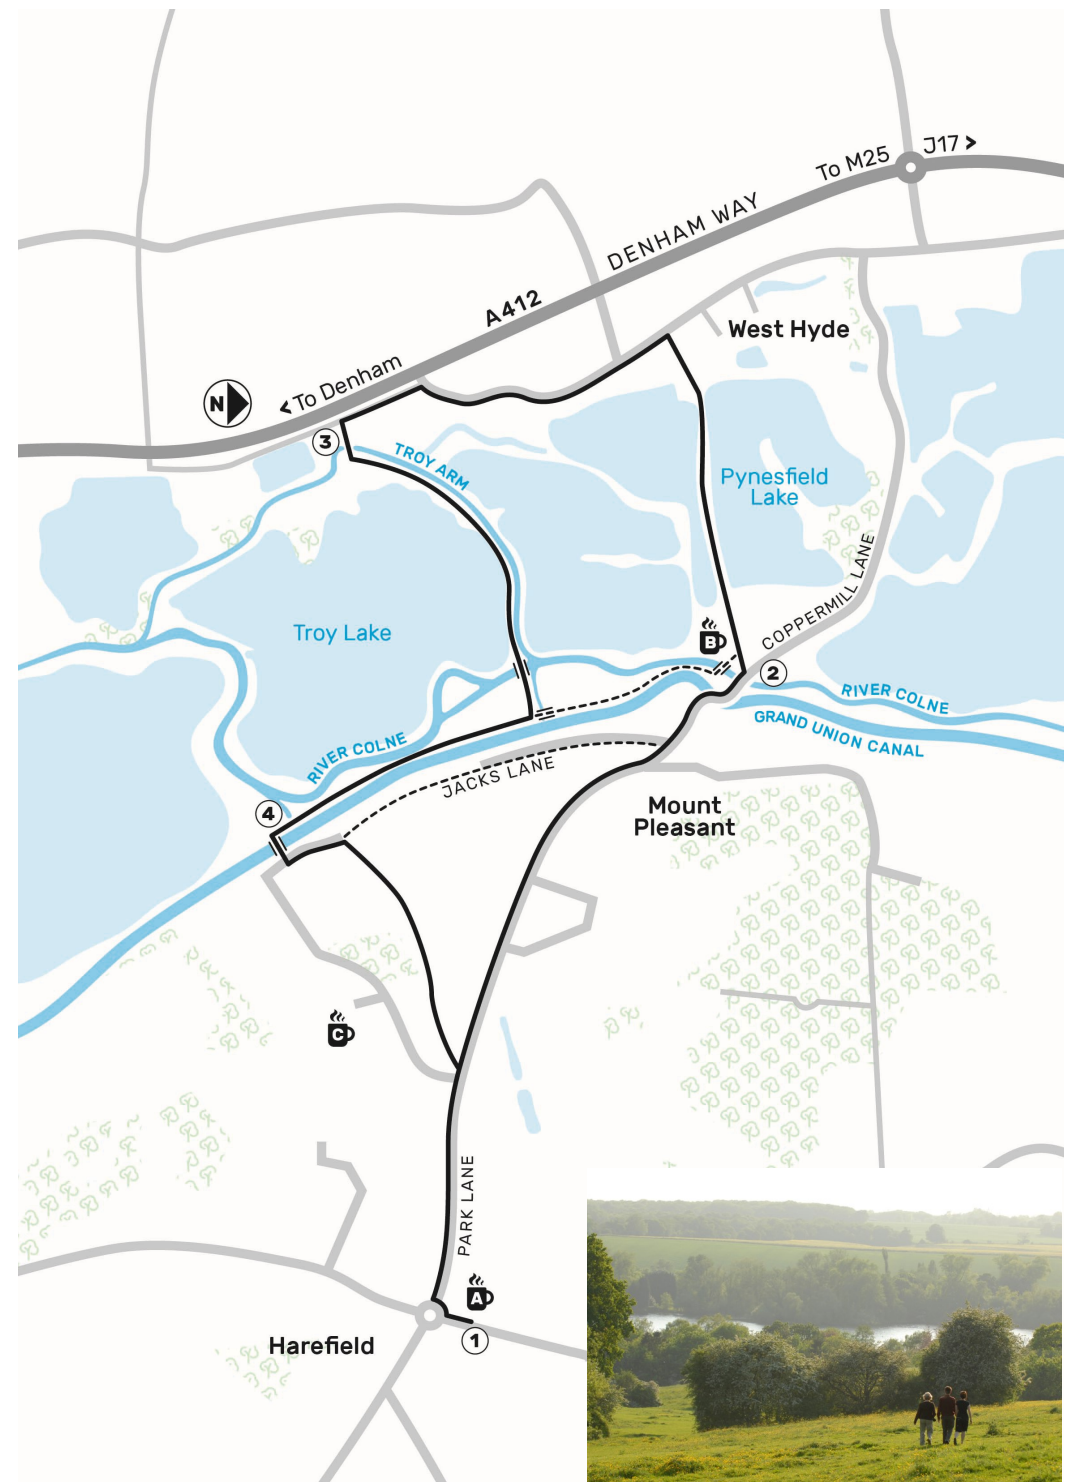 J17 >
To M25
DENHAM WAY
A412
West Hyde
< To Denham
N
3
TROY ARM
Pynesfield
Lake
COPPERMILL LANE
Troy Lake
B
2
RIVER COLNE
GRAND UNION CANAL
RIVER COLNE
JACKS LANE
4
Mount
Pleasant
C
PARK LANE
A
1
Harefield